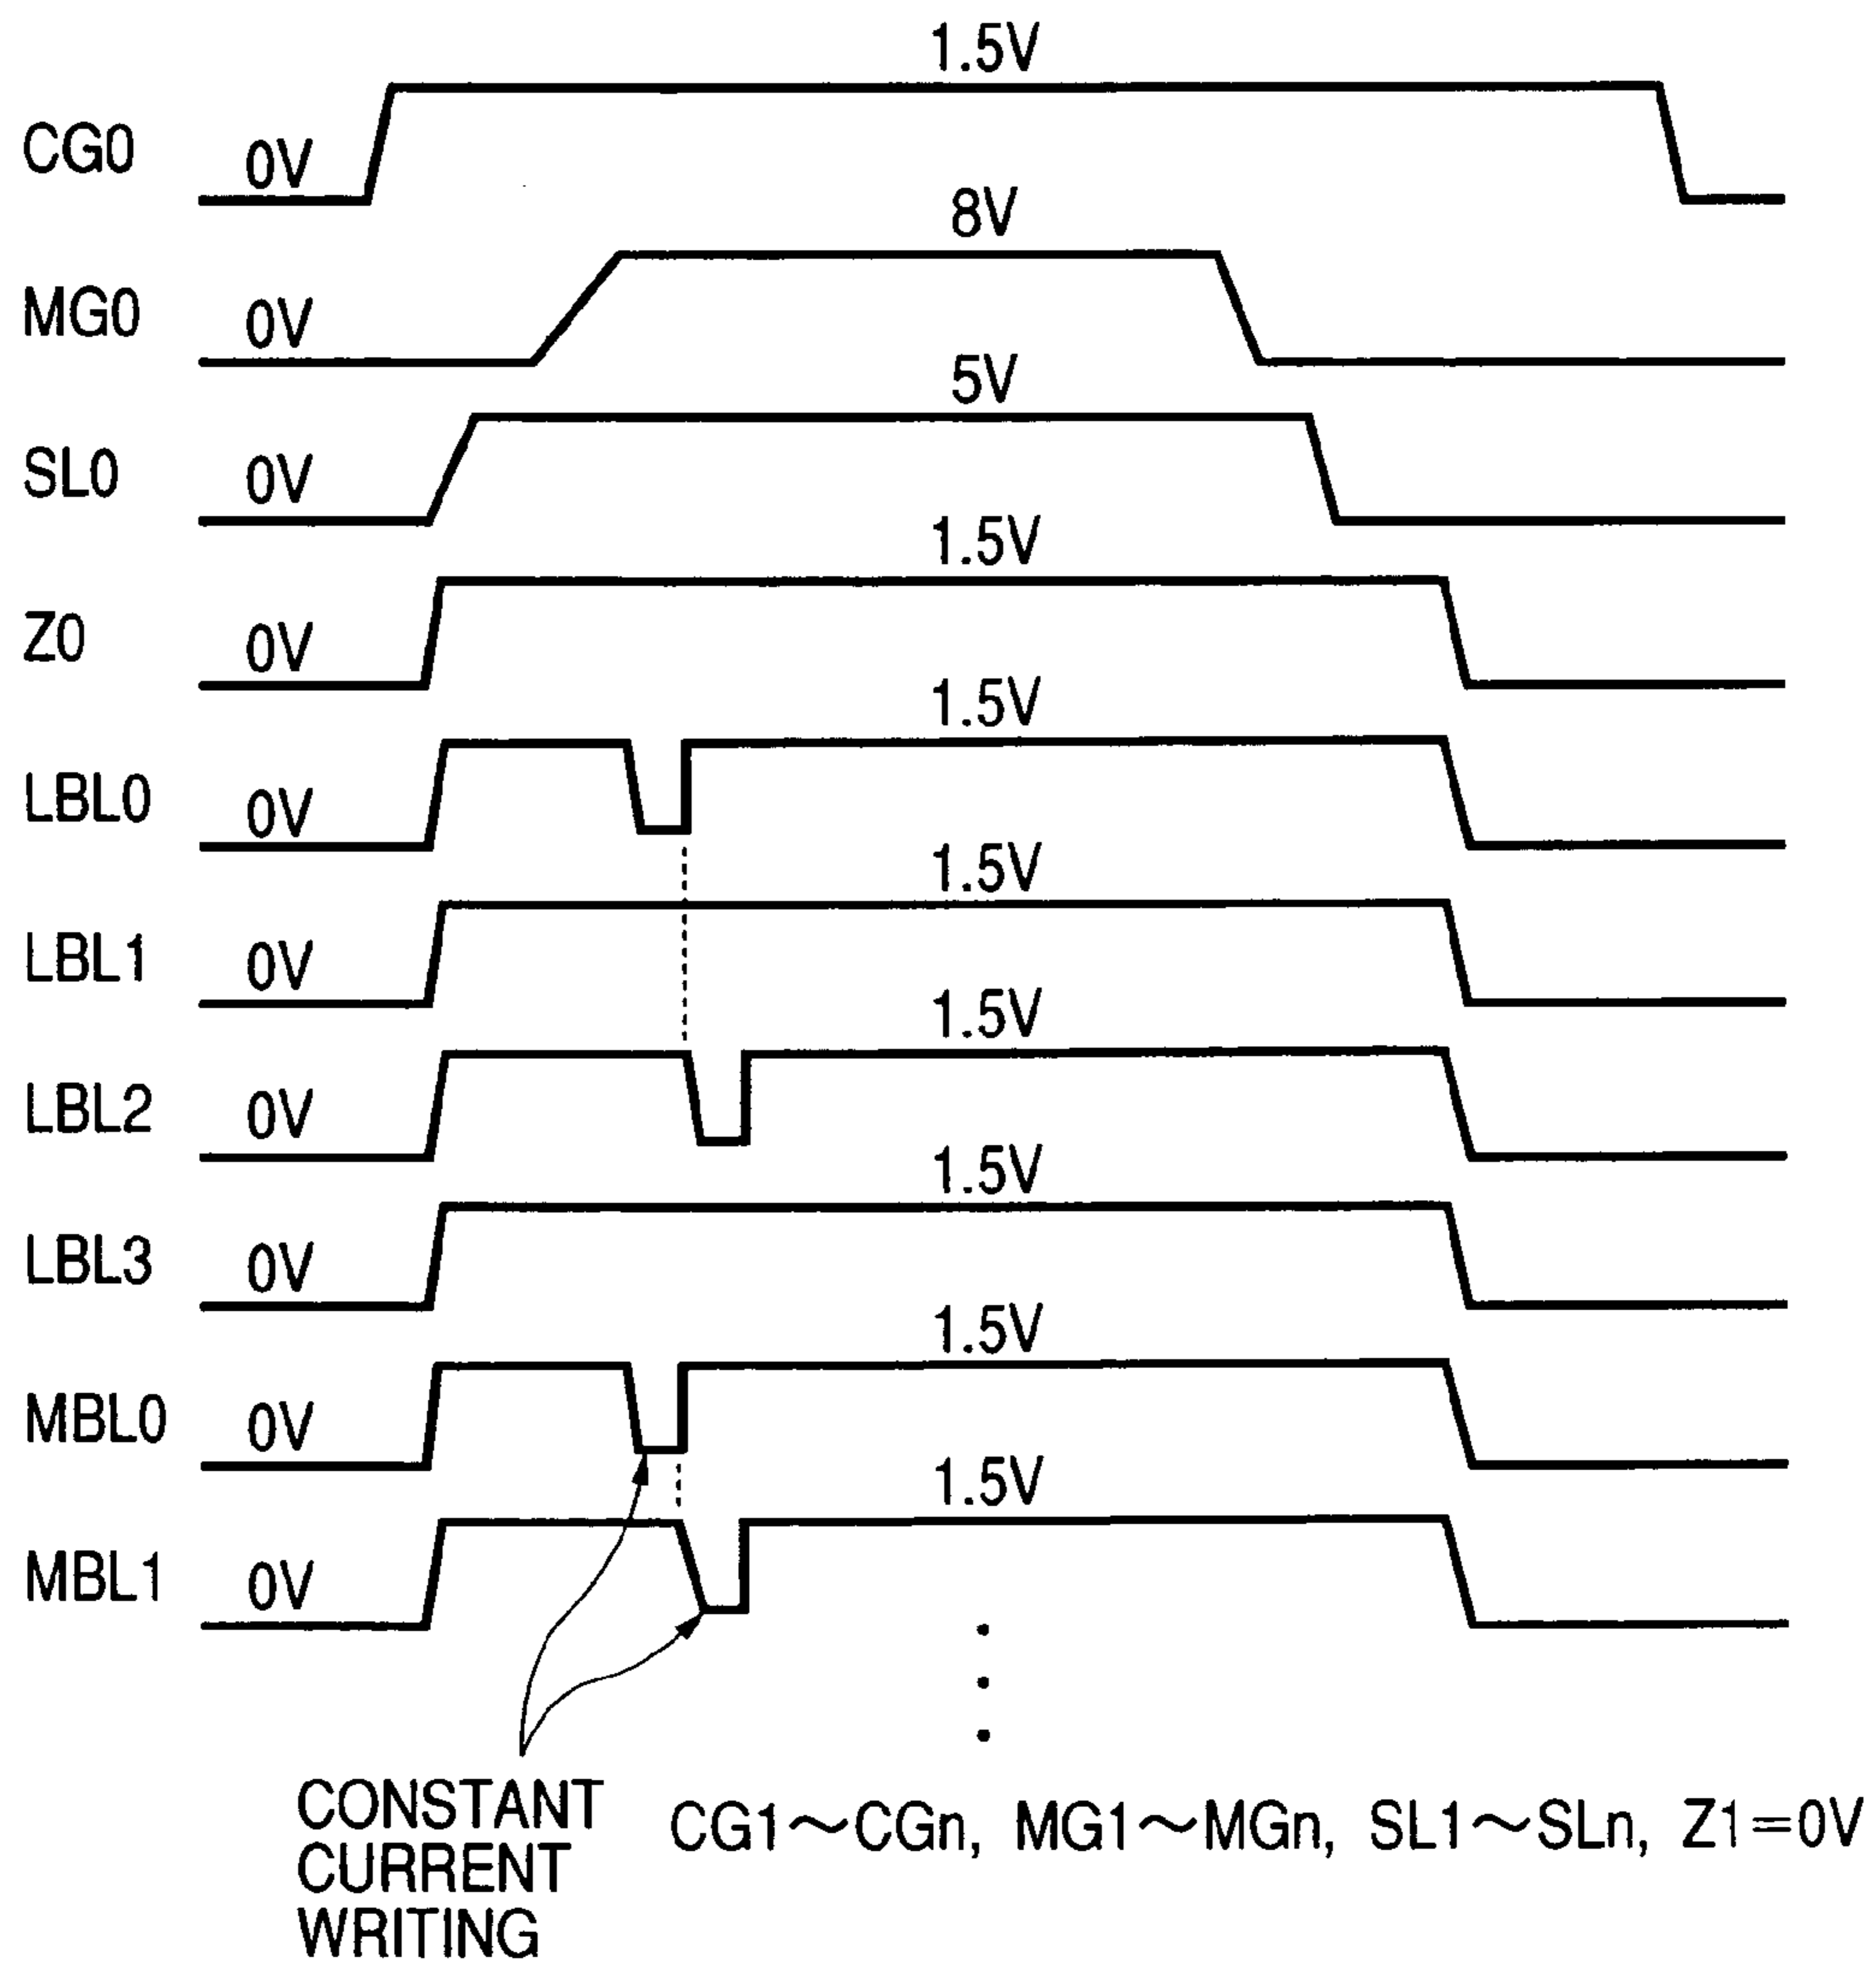 1.5V
CG0 0V
8V
MG0 0V
5V
SL0 0V
1.5V
Z0 0V
1.5V
LBL0 0V
1.5V
LBL1 0V
1.5V
LBL2 0V
1.5V
LBL3 0V
1.5V
MBL0 0V
1.5V
MBL1 0V
CONSTANT
CURRENT
WRITING
CG1～CGn, MG1～MGn, SL1～SLn, Z1=0V